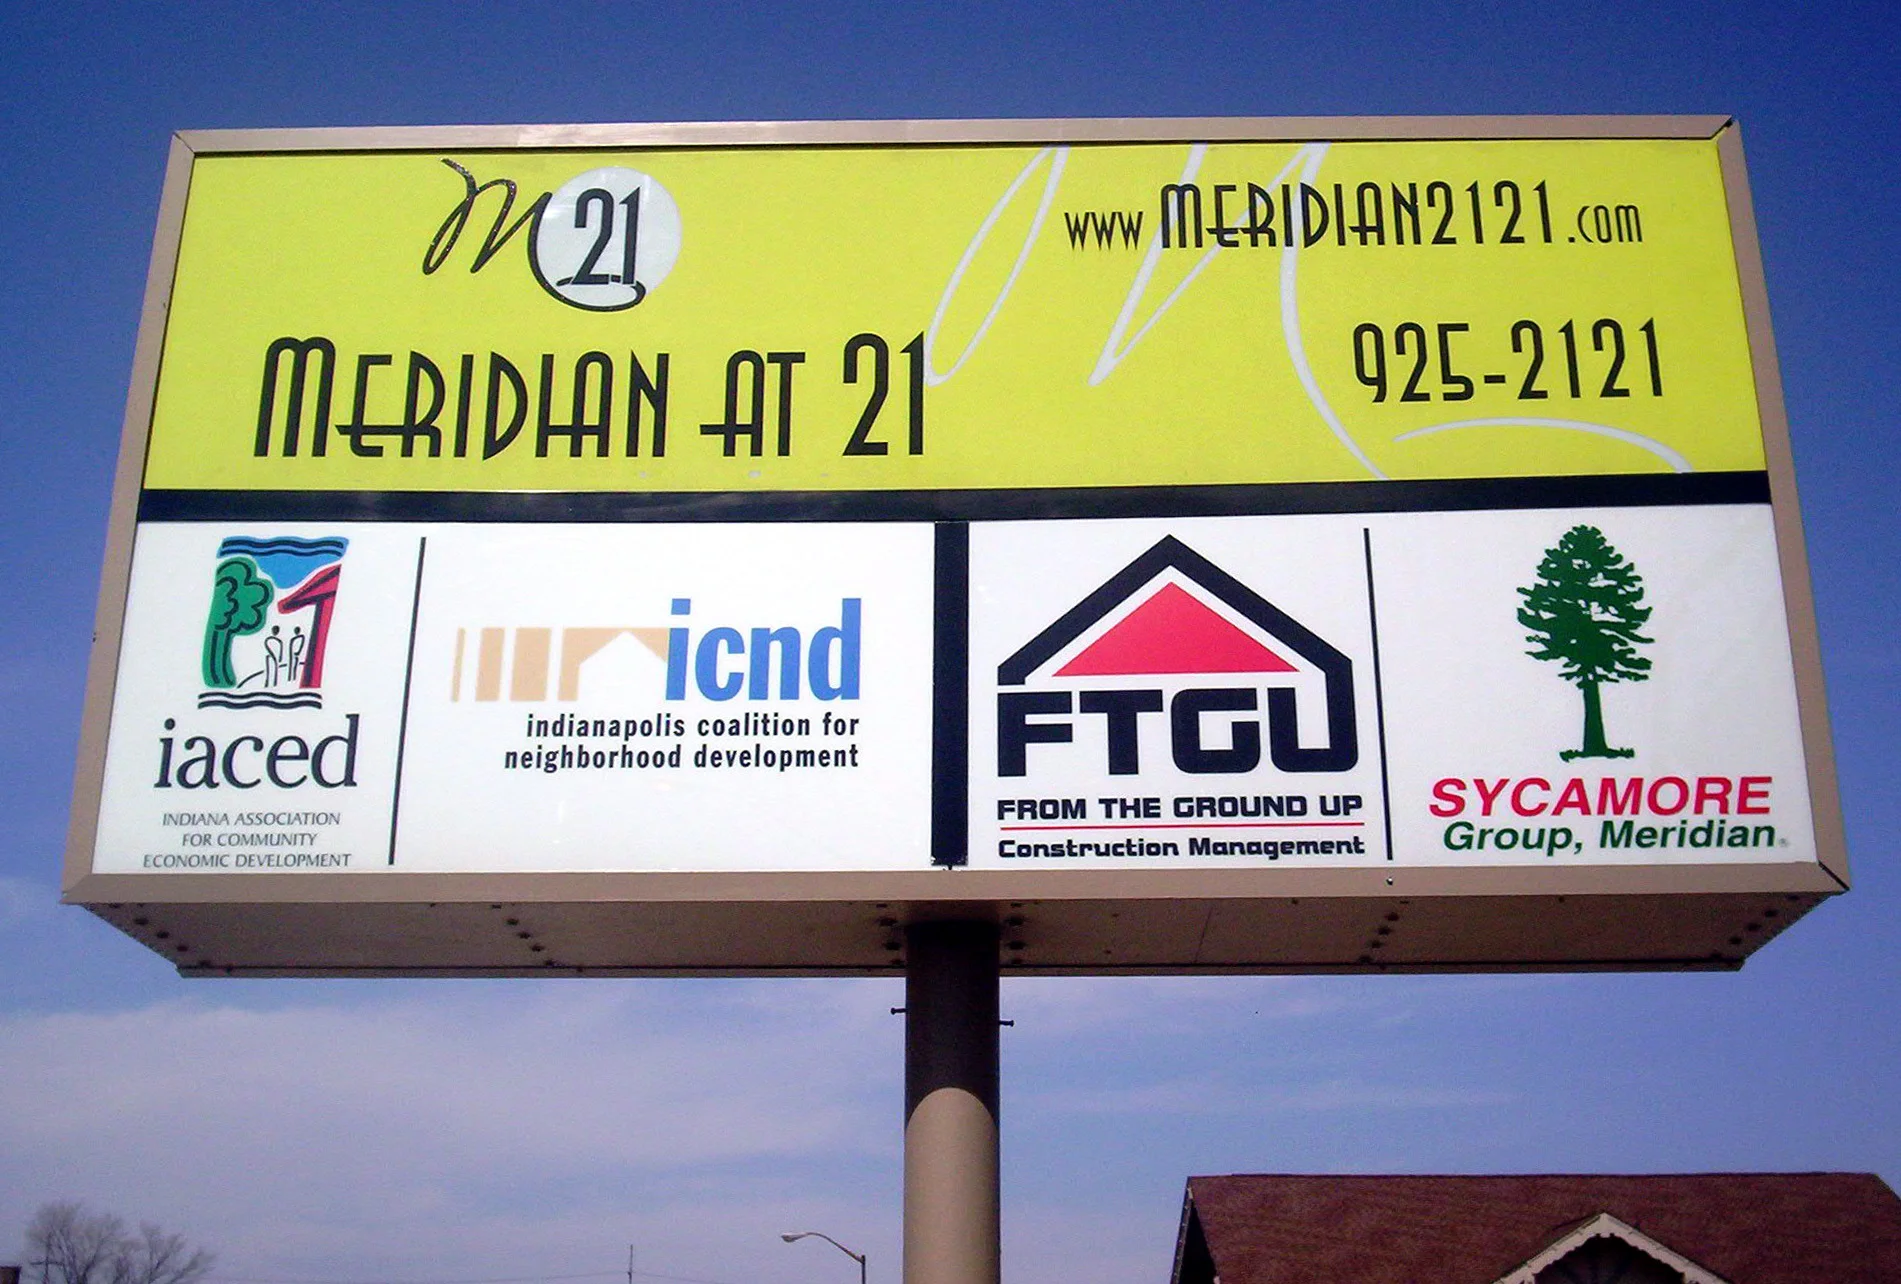 M21
www MERIDIAN2121.com
MERIDIAN AT 21
925-2121
iaced
INDIANA ASSOCIATION
FOR COMMUNITY
ECONOMIC DEVELOPMENT
icnd
indianapolis coalition for
neighborhood development
FTGU
FROM THE GROUND UP
Construction Management
SYCAMORE
Group, Meridian